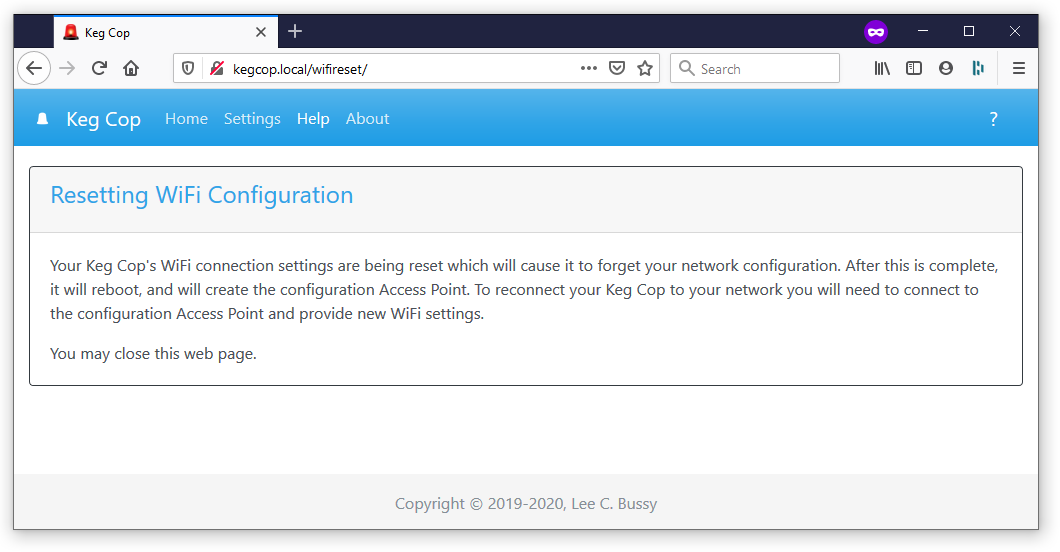 Keg Cop
kegcop.local/wifireset/
Search
Keg Cop Home Settings Help About ?
Resetting WiFi Configuration
Your Keg Cop's WiFi connection settings are being reset which will cause it to forget your network configuration. After this is complete,
it will reboot, and will create the configuration Access Point. To reconnect your Keg Cop to your network you will need to connect to
the configuration Access Point and provide new WiFi settings.
You may close this web page.
Copyright © 2019-2020, Lee C. Bussy